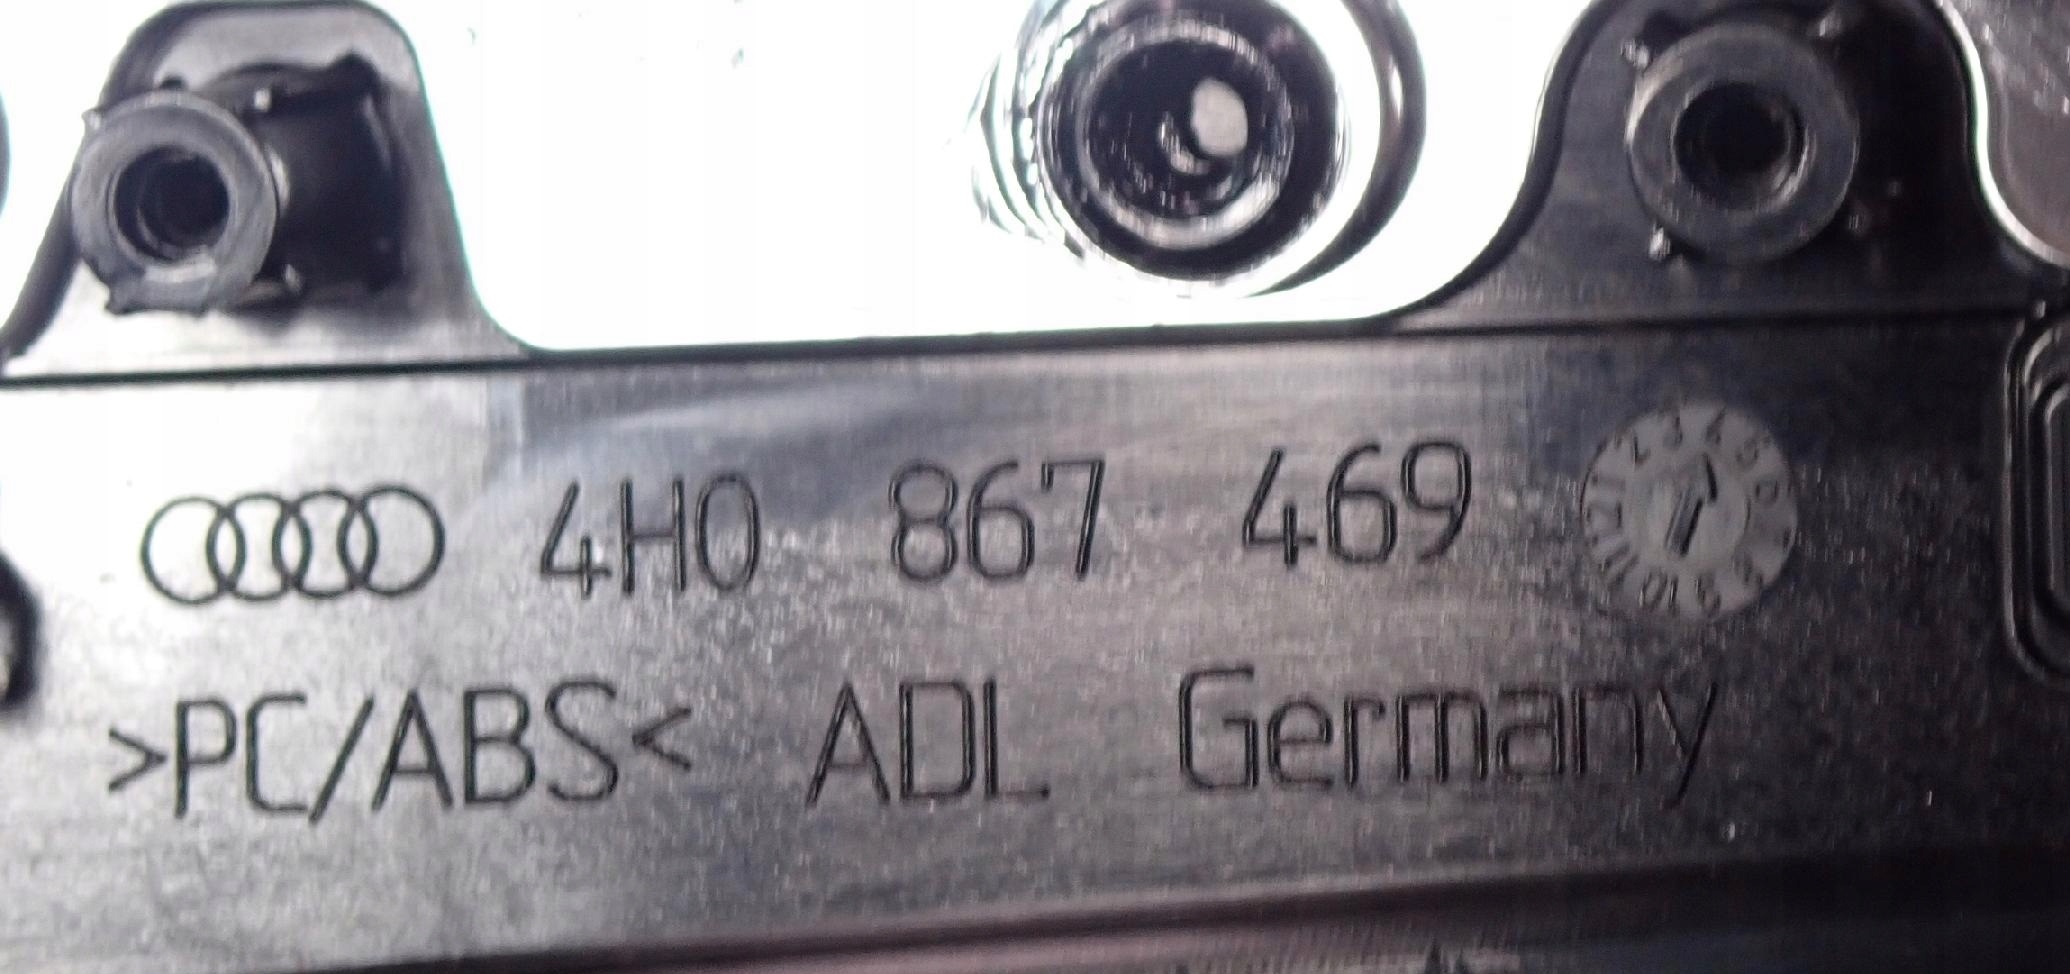 4H0 867 469
>PC/ABS< ADL Germany